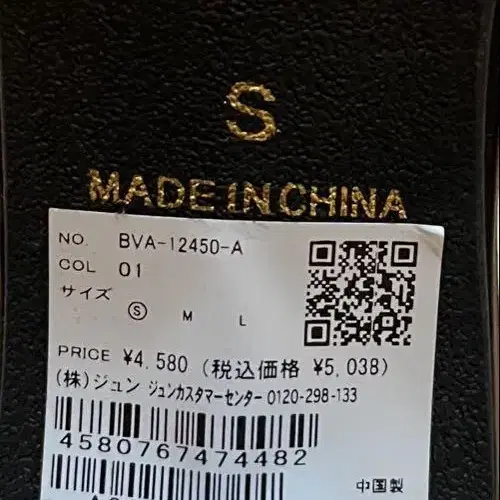 S
MADE IN CHINA
NO. BVA-12450-A
COL 01
サイズ
Ⓢ M L
PRICE ¥4,580 (税込価格 ¥5,038)
(株)ジュン ジュンカスタマーセンター 0120-298-133
4580767474482
中国製